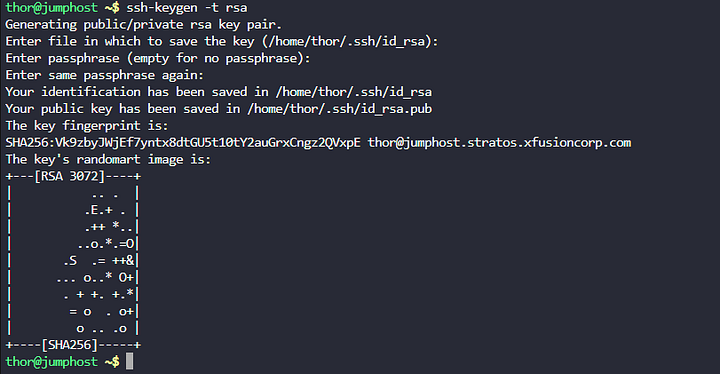 thor@jumphost ~$ ssh-keygen -t rsa
Generating public/private rsa key pair.
Enter file in which to save the key (/home/thor/.ssh/id_rsa):
Enter passphrase (empty for no passphrase):
Enter same passphrase again:
Your identification has been saved in /home/thor/.ssh/id_rsa
Your public key has been saved in /home/thor/.ssh/id_rsa.pub
The key fingerprint is:
SHA256:Vk9zbyJWjEf7yntx8dtGU5t10tY2auGrxCngz2QVxpE thor@jumphost.stratos.xfusioncorp.com
The key's randomart image is:
+---[RSA 3072]----+
|           .. .  |
|          .E.+ . |
|          .++ *..|
|         ..o.*.=O|
|       .S  .= ++&|
|      ... o..* O+|
|       . + +. +.*|
|        = o  . o+|
|         o .. .o |
+----[SHA256]-----+
thor@jumphost ~$